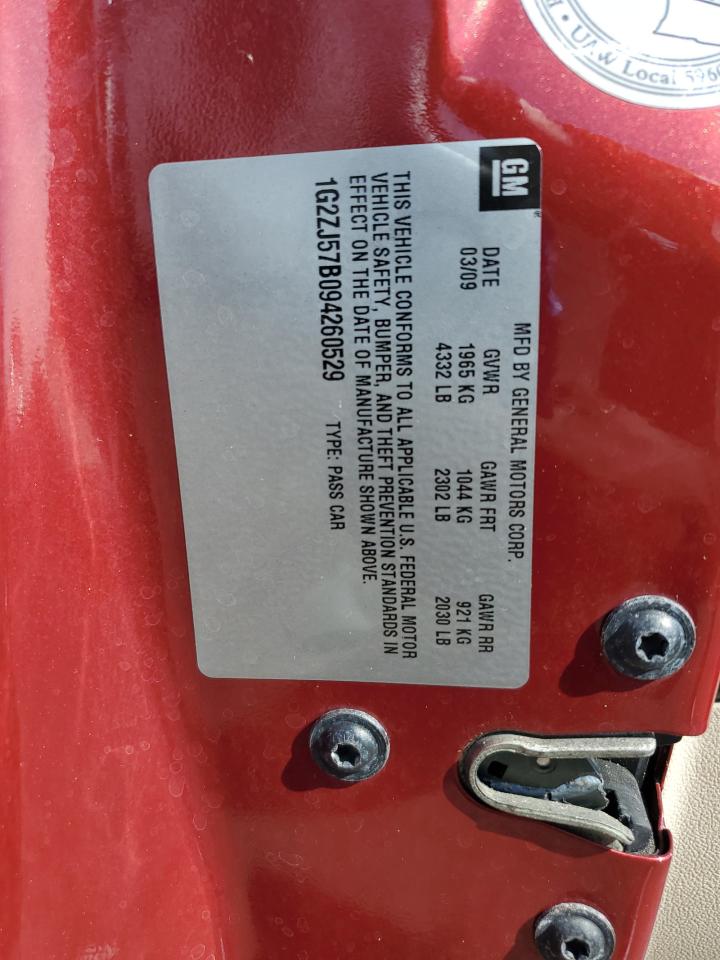 UAW Local 5960
GM
MFD BY GENERAL MOTORS CORP.
DATE GVWR GAWR FRT GAWR RR
03/09 1965 KG 1044 KG 921 KG
4332 LB 2302 LB 2030 LB
THIS VEHICLE CONFORMS TO ALL APPLICABLE U.S. FEDERAL MOTOR
VEHICLE SAFETY, BUMPER, AND THEFT PREVENTION STANDARDS IN
EFFECT ON THE DATE OF MANUFACTURE SHOWN ABOVE.
1G2ZJ57B094260529 TYPE: PASS CAR